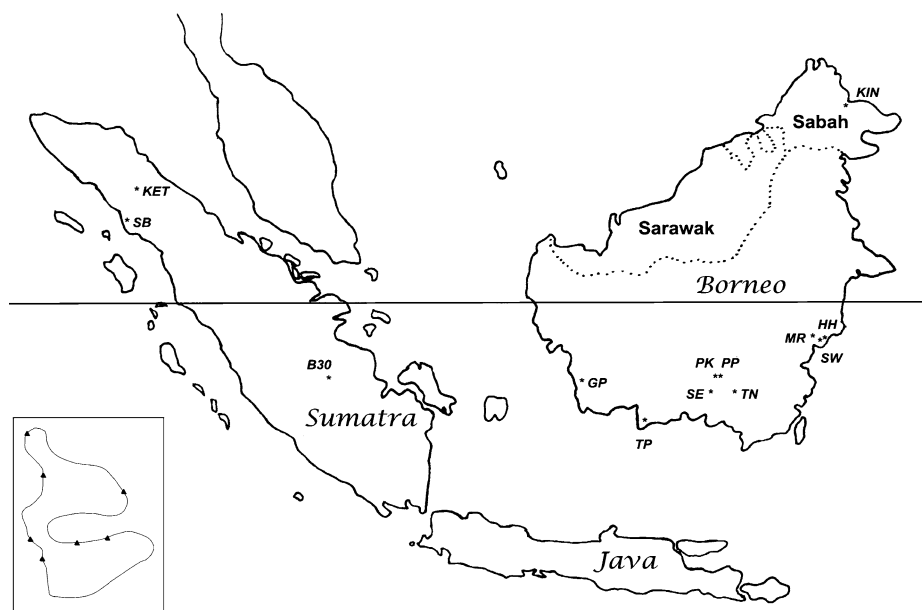 KIN
Sabah
KET
SB
Sarawak
Borneo
HH
MR
SW
B30
PK PP
GP
SE
TN
Sumatra
TP
Java